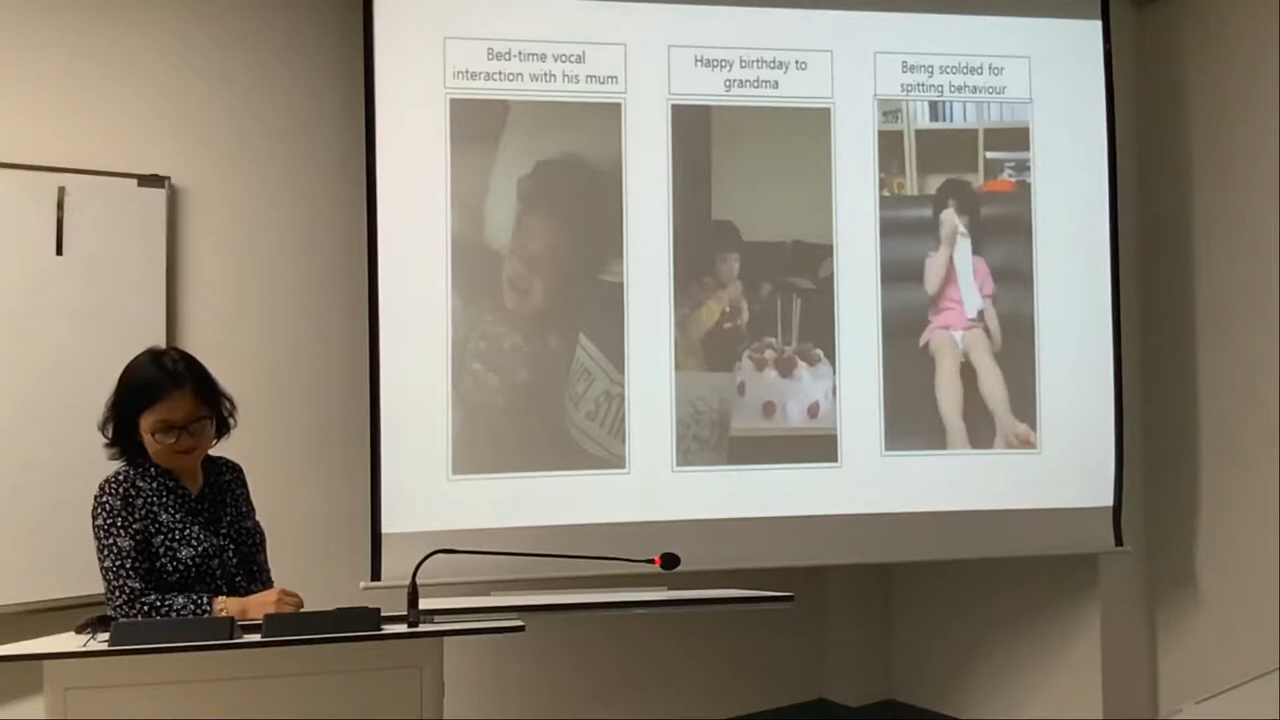 Bed-time vocal
interaction with his mum
Happy birthday to
grandma
Being scolded for
spitting behaviour